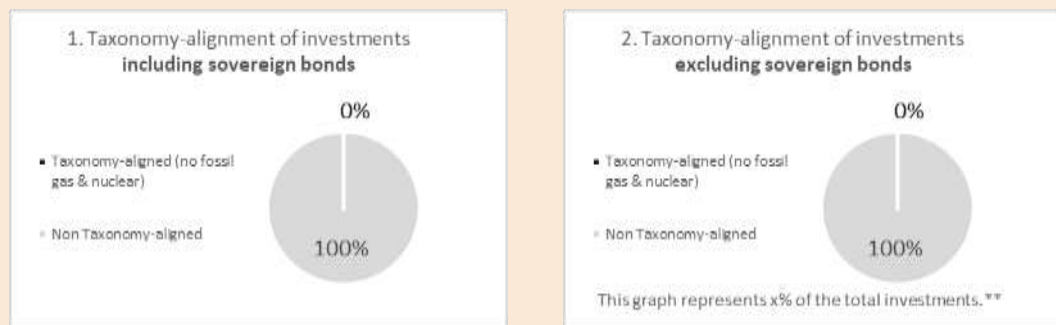 1. Taxonomy-alignment of investments
including sovereign bonds
0%
Taxonomy-aligned (no fossil
gas & nuclear)
Non Taxonomy-aligned
100%
2. Taxonomy-alignment of investments
excluding sovereign bonds
0%
Taxonomy-aligned (no fossil
gas & nuclear)
Non Taxonomy-aligned
100%
This graph represents x% of the total investments.**